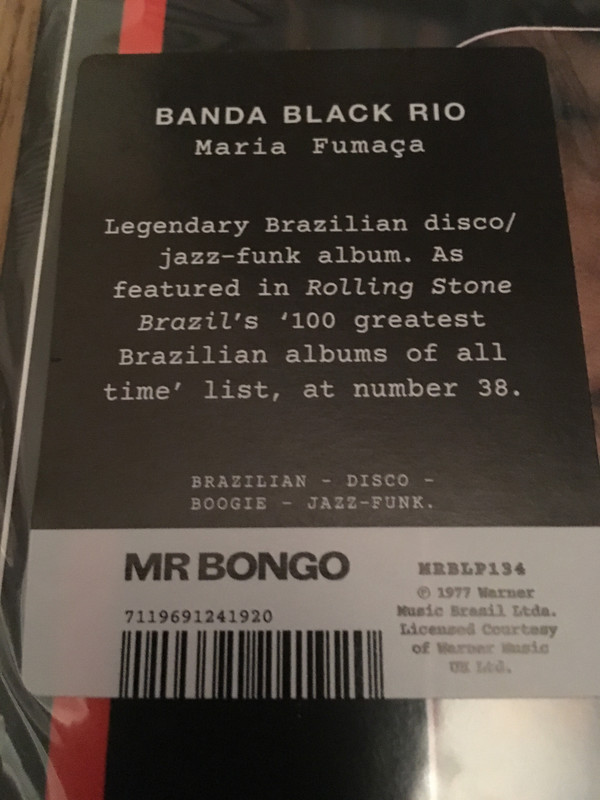 BANDA BLACK RIO
Maria Fumaça
Legendary Brazilian disco/
jazz-funk album. As
featured in Rolling Stone
Brazil's ‘100 greatest
Brazilian albums of all
time’ list, at number 38.
BRAZILIAN - DISCO -
BOOGIE - JAZZ-FUNK.
MR BONGO
7119691241920
MRBLP134
℗ 1977 Warner
Music Brasil Ltda.
Licensed Courtesy
of Warner Music
UK Ltd.